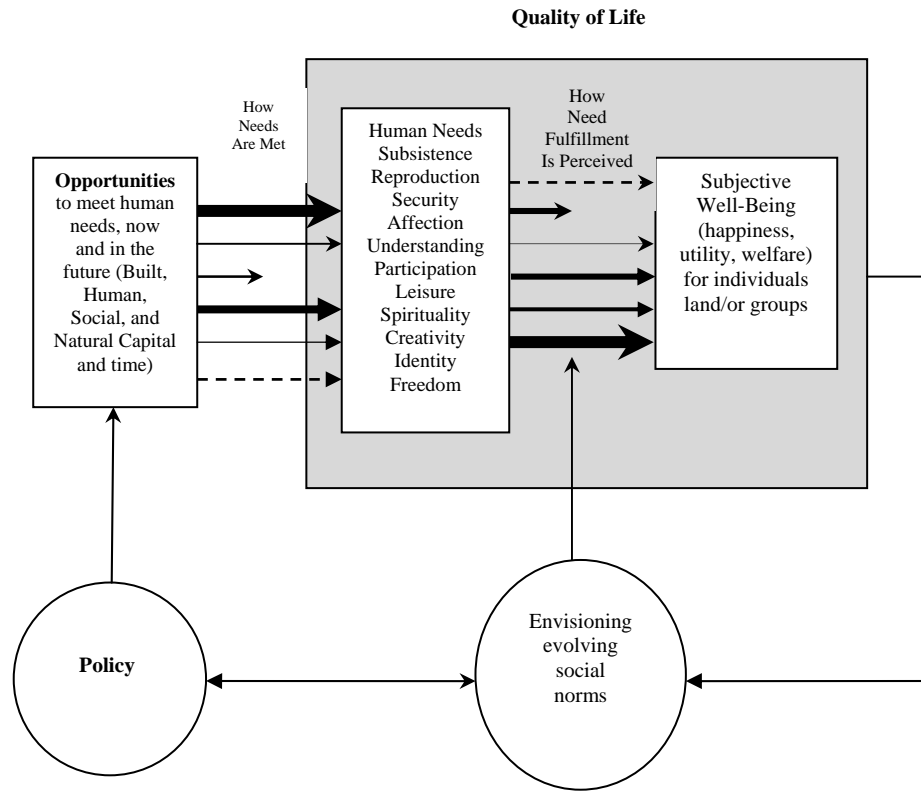 Quality of Life
How
Needs
Are Met
How
Need
Fulfillment
Is Perceived
Opportunities
to meet human
needs, now
and in the
future (Built,
Human,
Social, and
Natural Capital
and time)
Human Needs
Subsistence
Reproduction
Security
Affection
Understanding
Participation
Leisure
Spirituality
Creativity
Identity
Freedom
Subjective
Well-Being
(happiness,
utility, welfare)
for individuals
land/or groups
Policy
Envisioning
evolving
social
norms